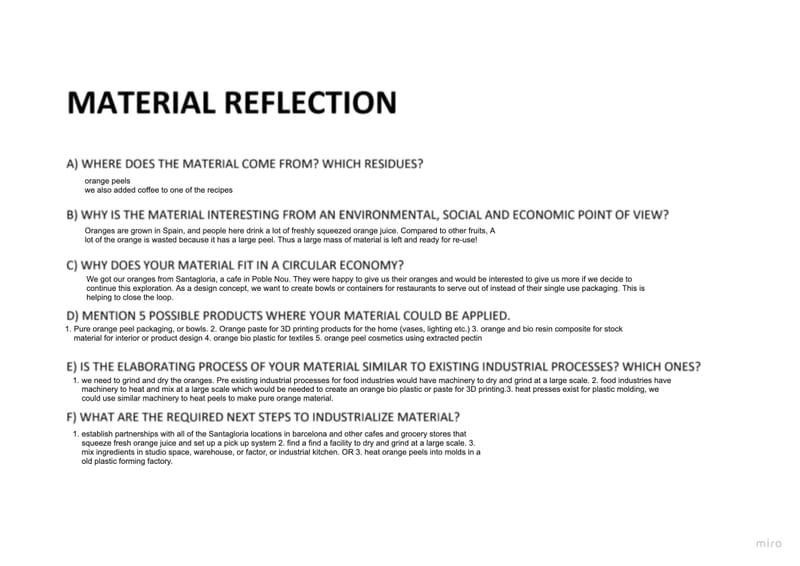 MATERIAL REFLECTION
A) WHERE DOES THE MATERIAL COME FROM? WHICH RESIDUES?
orange peels
we also added coffee to one of the recipes
B) WHY IS THE MATERIAL INTERESTING FROM AN ENVIRONMENTAL, SOCIAL AND ECONOMIC POINT OF VIEW?
Oranges are grown in Spain, and people here drink a lot of freshly squeezed orange juice. Compared to other fruits, A
lot of the orange is wasted because it has a large peel. Thus a large mass of material is left and ready for re-use!
C) WHY DOES YOUR MATERIAL FIT IN A CIRCULAR ECONOMY?
We got our oranges from Santagloria, a cafe in Poble Nou. They were happy to give us their oranges and would be interested to give us more if we decide to
continue this exploration. As a design concept, we want to create bowls or containers for restaurants to serve out of instead of their single use packaging. This is
helping to close the loop.
D) MENTION 5 POSSIBLE PRODUCTS WHERE YOUR MATERIAL COULD BE APPLIED.
1. Pure orange peel packaging, or bowls. 2. Orange paste for 3D printing products for the home (vases, lighting etc.) 3. orange and bio resin composite for stock
material for interior or product design 4. orange bio plastic for textiles 5. orange peel cosmetics using extracted pectin
E) IS THE ELABORATING PROCESS OF YOUR MATERIAL SIMILAR TO EXISTING INDUSTRIAL PROCESSES? WHICH ONES?
1. we need to grind and dry the oranges. Pre existing industrial processes for food industries would have machinery to dry and grind at a large scale. 2. food industries have
machinery to heat and mix at a large scale which would be needed to create an orange bio plastic or paste for 3D printing.3. heat presses exist for plastic molding, we
could use similar machinery to heat peels to make pure orange material.
F) WHAT ARE THE REQUIRED NEXT STEPS TO INDUSTRIALIZE MATERIAL?
1. establish partnerships with all of the Santagloria locations in barcelona and other cafes and grocery stores that
squeeze fresh orange juice and set up a pick up system 2. find a find a facility to dry and grind at a large scale. 3.
mix ingredients in studio space, warehouse, or factor, or industrial kitchen. OR 3. heat orange peels into molds in a
old plastic forming factory.
miro